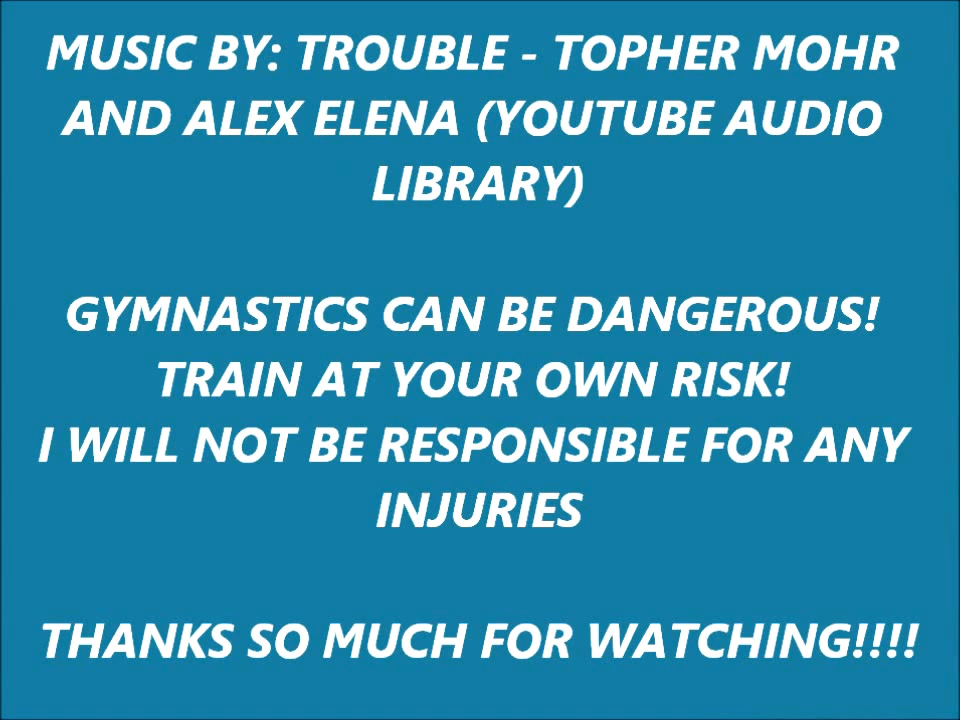 MUSIC BY: TROUBLE - TOPHER MOHR
AND ALEX ELENA (YOUTUBE AUDIO
LIBRARY)
GYMNASTICS CAN BE DANGEROUS!
TRAIN AT YOUR OWN RISK!
I WILL NOT BE RESPONSIBLE FOR ANY
INJURIES
THANKS SO MUCH FOR WATCHING!!!!